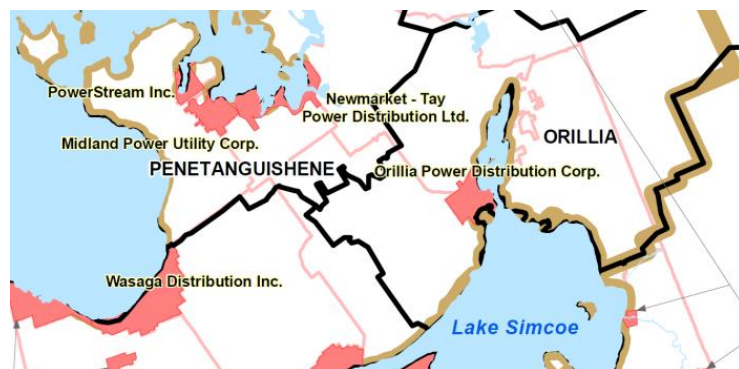 PowerStream Inc.
Newmarket - Tay
Power Distribution Ltd.
Midland Power Utility Corp.
ORILLIA
PENETANGUISHENE
Orillia Power Distribution Corp.
Wasaga Distribution Inc.
Lake Simcoe